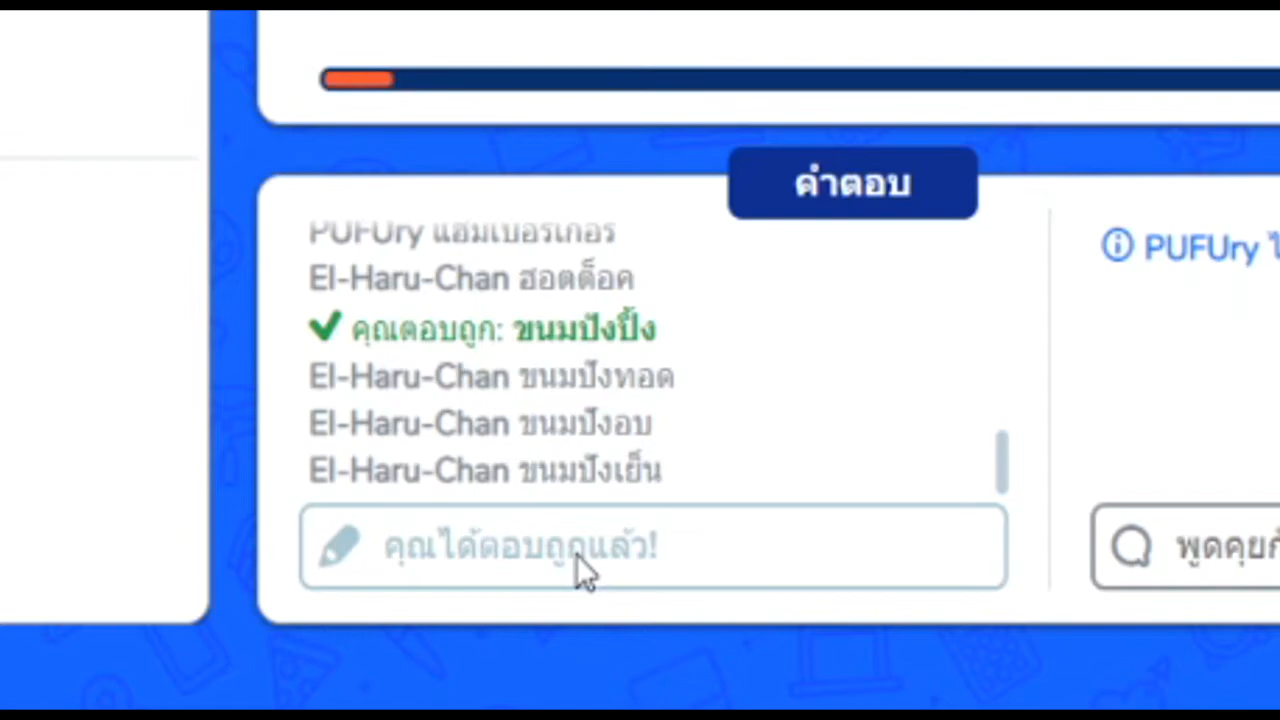 คำตอบ
PUFUry แฮมเบอร์เกอร์
El-Haru-Chan ฮอตด็อค
คุณตอบถูก: ขนมปังปิ้ง
El-Haru-Chan ขนมปังทอด
El-Haru-Chan ขนมปังอบ
El-Haru-Chan ขนมปังเย็น
คุณได้ตอบถูกแล้ว!
PUFUry
พูดคุย